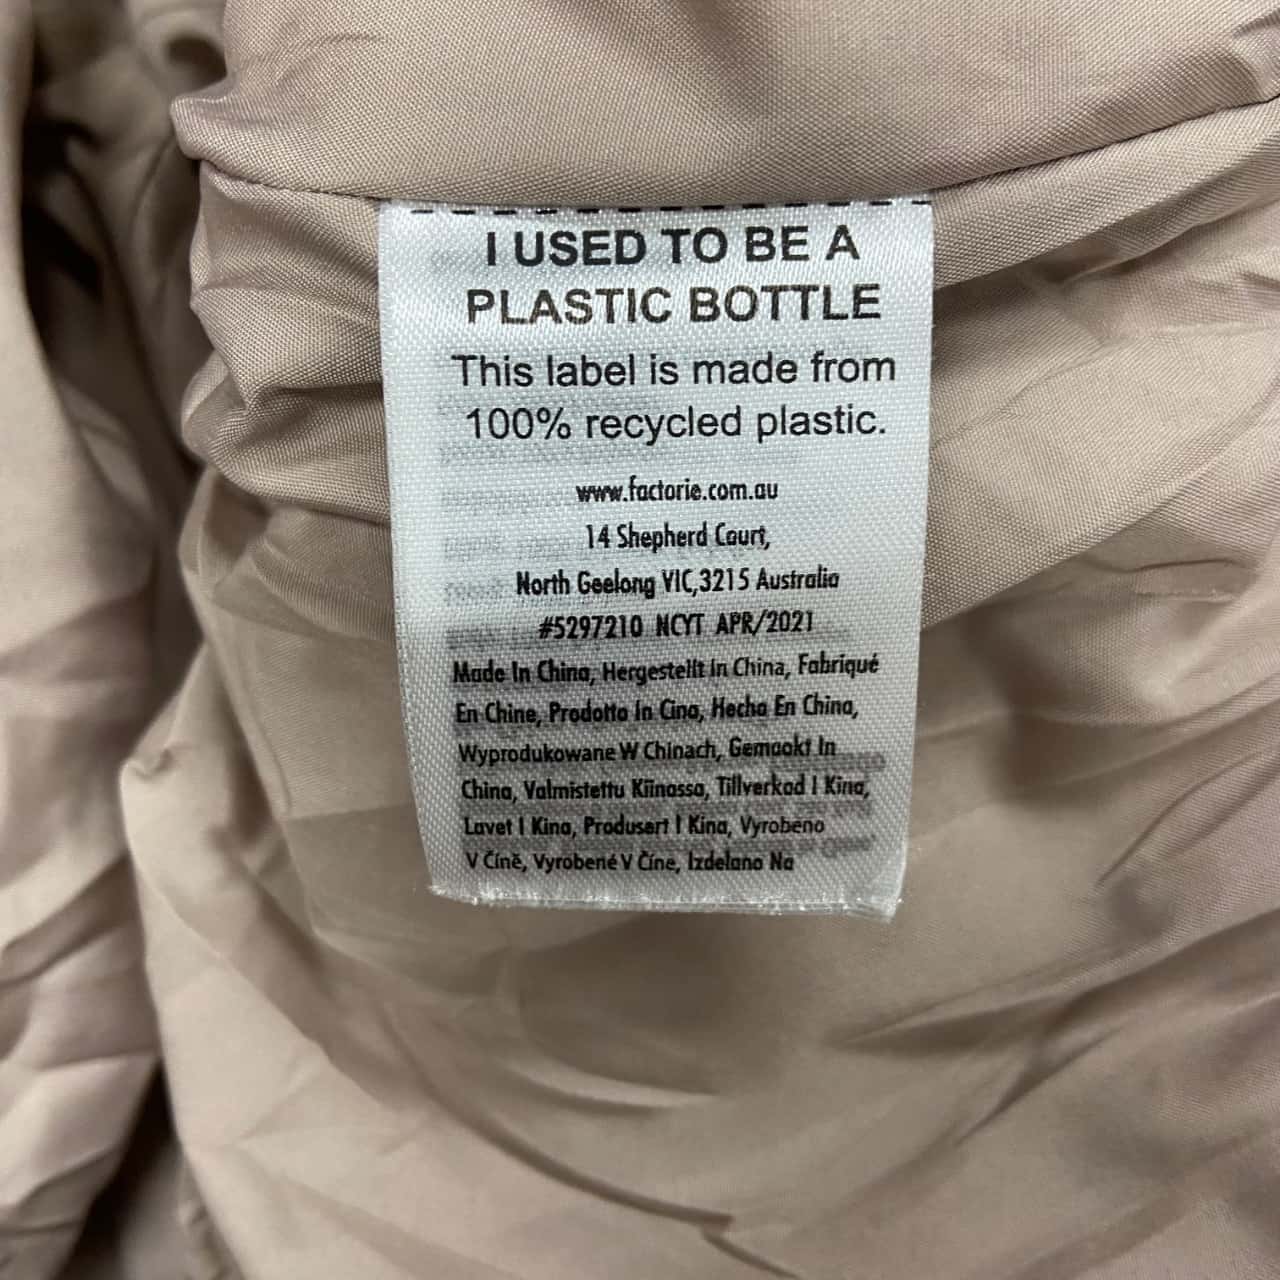 I USED TO BE A
PLASTIC BOTTLE
This label is made from
100% recycled plastic.
www.factorie.com.au
14 Shepherd Court,
North Geelong VIC,3215 Australia
#5297210 NCYT APR/2021
Made In China, Hergestellt In China, Fabriqué
En Chine, Prodotto In Cina, Hecho En China,
Wyprodukowane W Chinach, Gemaakt In
China, Valmistettu Kiinassa, Tillverkad I Kina,
Lavet I Kina, Produsert I Kina, Vyrobeno
V Číně, Vyrobené V Číne, Izdelano Na